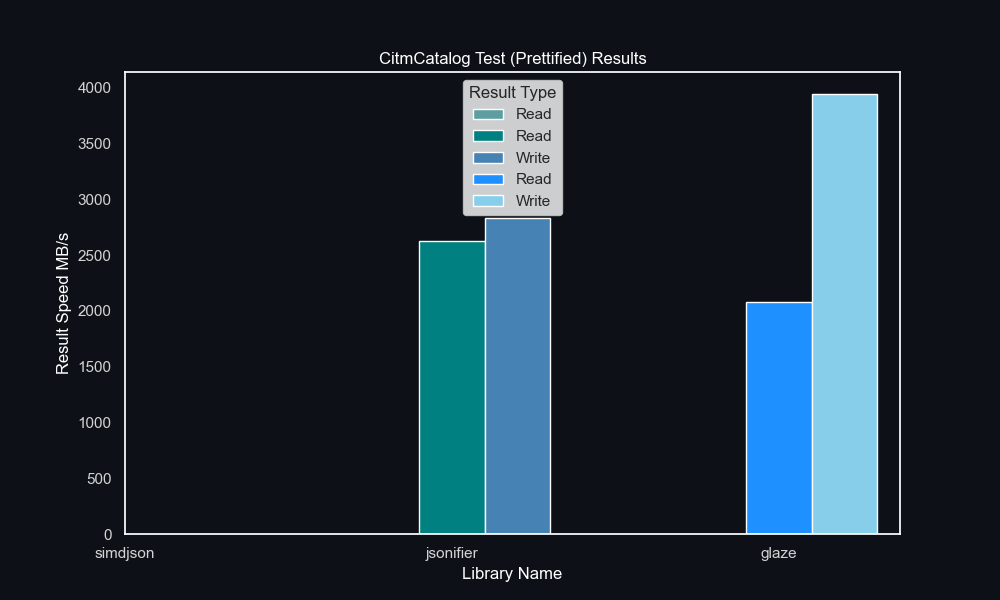 CitmCatalog Test (Prettified) Results
Result Type
Read
Read
Write
Read
Write
4000
3500
3000
2500
2000
1500
1000
500
0
Result Speed MB/s
simdjson jsonifier glaze
Library Name